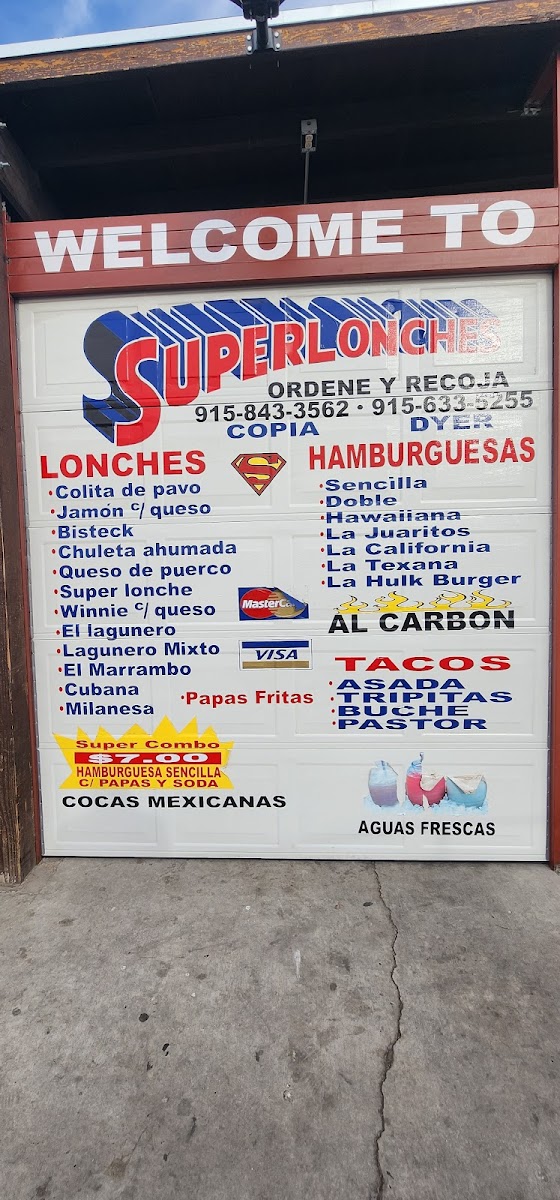 WELCOME TO
SUPERLONCHES
ORDENE Y RECOJA
915-843-3562 • 915-633-5255
COPIA DYER
LONCHES
•Colita de pavo
•Jamón c/ queso
•Bisteck
•Chuleta ahumada
•Queso de puerco
•Super lonche
•Winnie c/ queso
•El lagunero
•Lagunero Mixto
•El Marrambo
•Cubana
•Milanesa
•Papas Fritas
S
MasterCard
VISA
HAMBURGUESAS
•Sencilla
•Doble
•Hawaiiana
•La Juaritos
•La California
•La Texana
•La Hulk Burger
AL CARBON
TACOS
•ASADA
•TRIPITAS
•BUCHE
•PASTOR
Super Combo
$7.00
HAMBURGUESA SENCILLA
C/ PAPAS Y SODA
COCAS MEXICANAS
AGUAS FRESCAS